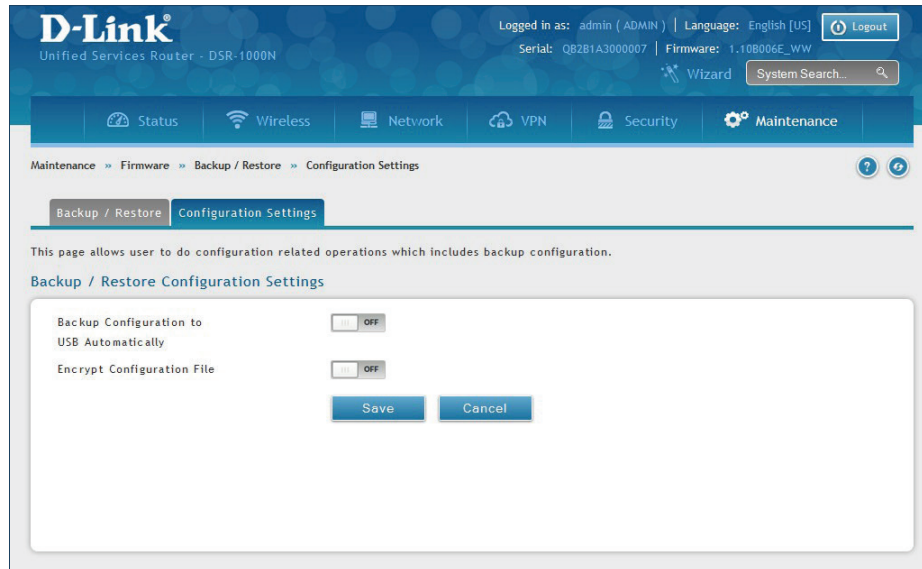 D-Link®
Unified Services Router - DSR-1000N
Logged in as: admin ( ADMIN ) | Language: English [US]
Logout
Serial: QB2B1A3000007 | Firmware: 1.10B006E_WW
Wizard
System Search...
Status
Wireless
Network
VPN
Security
Maintenance
Maintenance » Firmware » Backup / Restore » Configuration Settings
?
Backup / Restore
Configuration Settings
This page allows user to do configuration related operations which includes backup configuration.
Backup / Restore Configuration Settings
Backup Configuration to
USB Automatically
OFF
Encrypt Configuration File
OFF
Save
Cancel